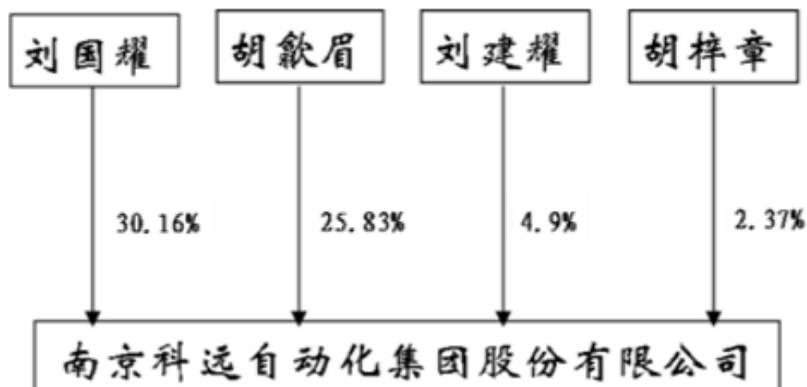 刘国耀 胡歙眉 刘建耀 胡梓章
30.16% 25.83% 4.9% 2.37%
南京科远自动化集团股份有限公司